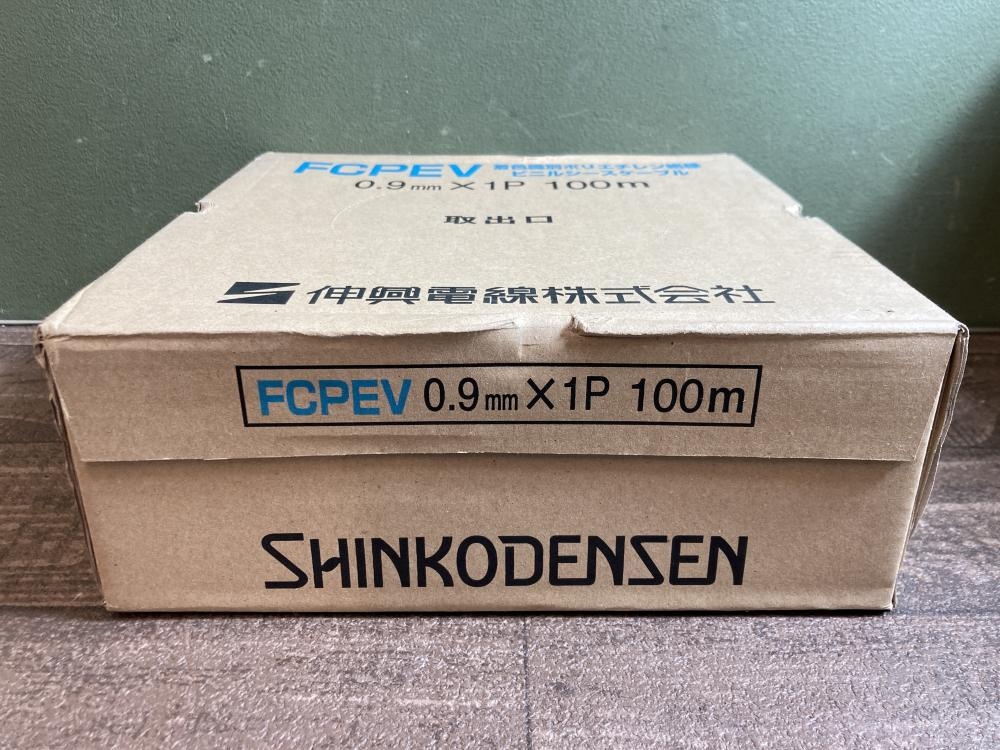 FCPEV 着色識別ポリエチレン絶縁
ビニルシースケーブル
0.9mm×1P 100m
取出口
伸興電線株式会社
FCPEV 0.9mm×1P 100m
SHINKODENSEN